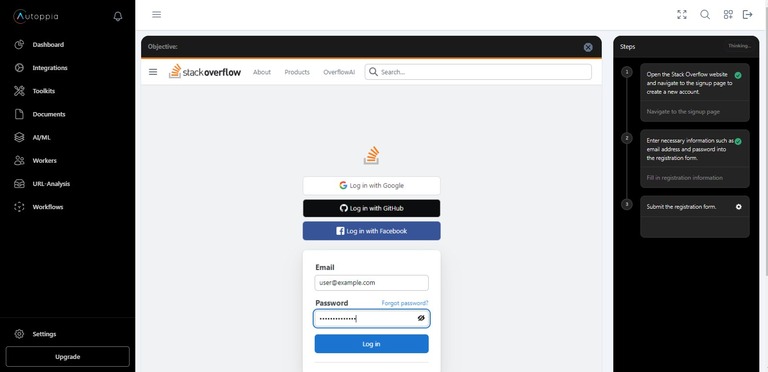 Autoppia
Dashboard
Integrations
Toolkits
Documents
AI/ML
Workers
URL-Analysis
Workflows
Settings
Upgrade
Objective:
stackoverflow
About
Products
OverflowAI
Search...
Log in with Google
Log in with GitHub
Log in with Facebook
Email
user@example.com
Password
Forgot password?
••••••••••••••
Log in
Steps
Thinking...
1
Open the Stack Overflow website
and navigate to the signup page to
create a new account.
Navigate to the signup page
2
Enter necessary information such as
email address and password into
the registration form.
Fill in registration information
3
Submit the registration form.